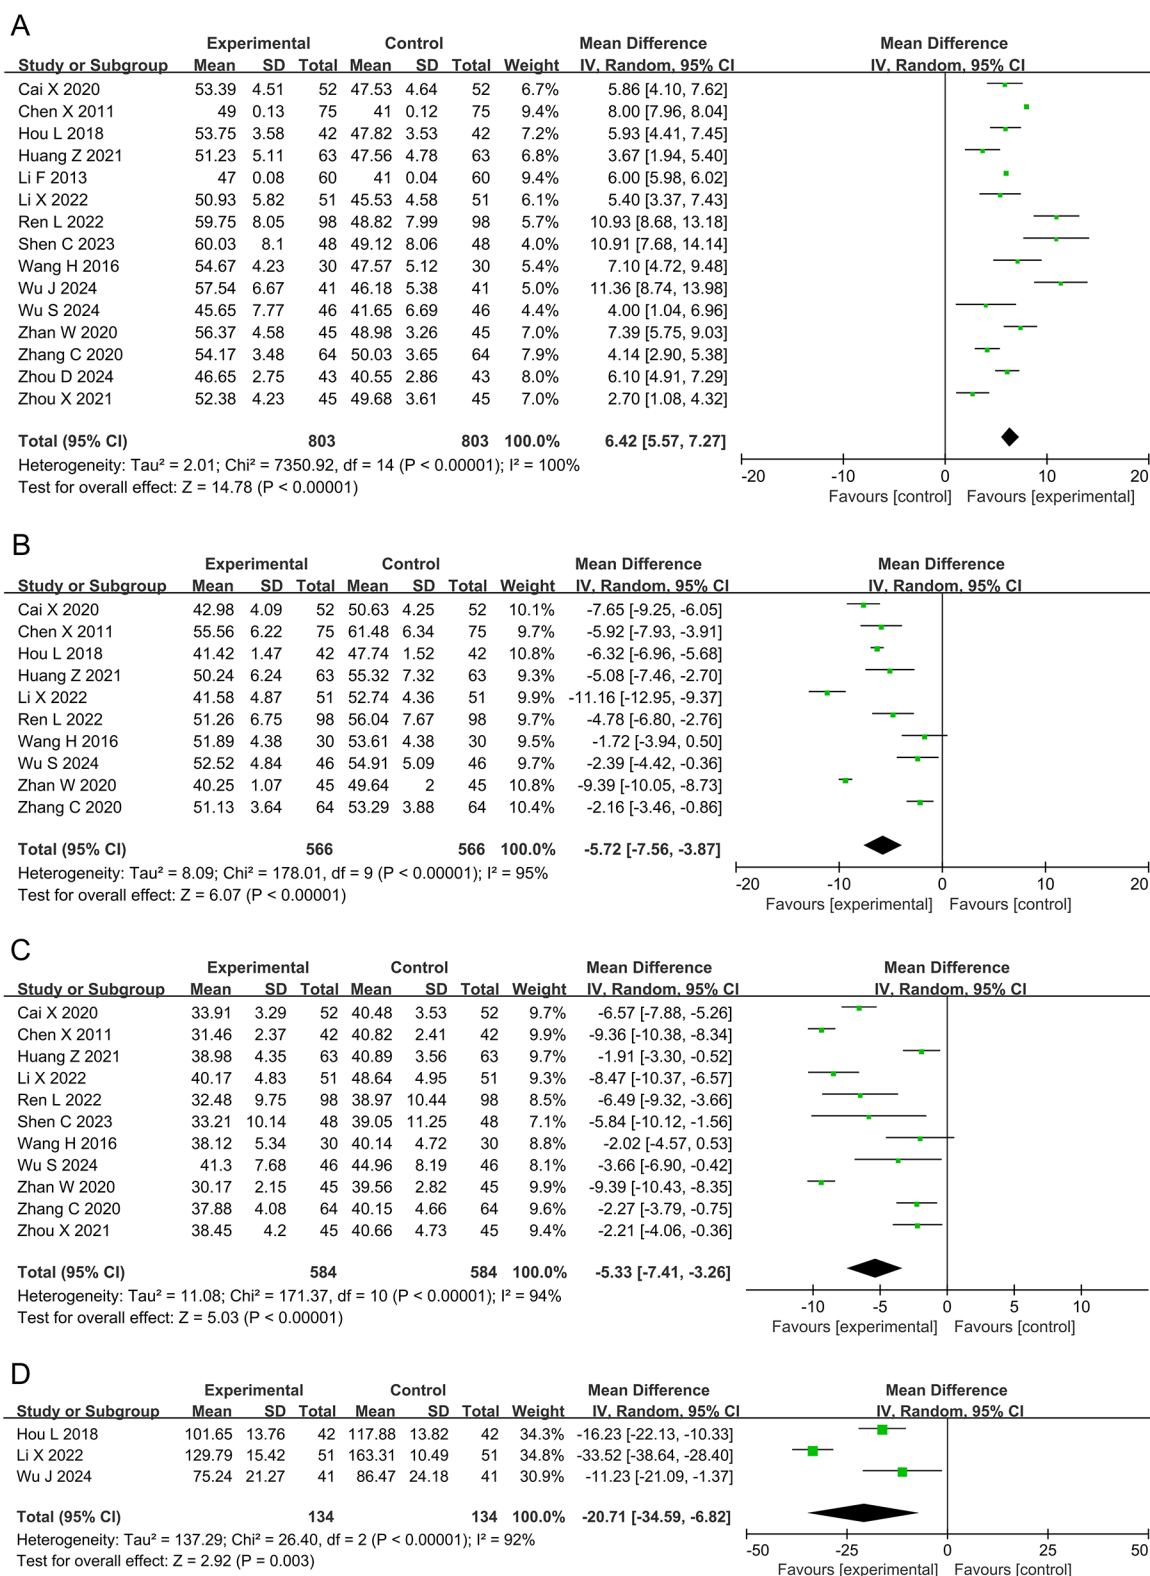 A
Experimental Control Mean Difference Mean Difference
Study or Subgroup Mean SD Total Mean SD Total Weight IV, Random, 95% CI IV, Random, 95% CI
Cai X 2020 53.39 4.51 52 47.53 4.64 52 6.7% 5.86 [4.10, 7.62]
Chen X 2011 49 0.13 75 41 0.12 75 9.4% 8.00 [7.96, 8.04]
Hou L 2018 53.75 3.58 42 47.82 3.53 42 7.2% 5.93 [4.41, 7.45]
Huang Z 2021 51.23 5.11 63 47.56 4.78 63 6.8% 3.67 [1.94, 5.40]
Li F 2013 47 0.08 60 41 0.04 60 9.4% 6.00 [5.98, 6.02]
Li X 2022 50.93 5.82 51 45.53 4.58 51 6.1% 5.40 [3.37, 7.43]
Ren L 2022 59.75 8.05 98 48.82 7.99 98 5.7% 10.93 [8.68, 13.18]
Shen C 2023 60.03 8.1 48 49.12 8.06 48 4.0% 10.91 [7.68, 14.14]
Wang H 2016 54.67 4.23 30 47.57 5.12 30 5.4% 7.10 [4.72, 9.48]
Wu J 2024 57.54 6.67 41 46.18 5.38 41 5.0% 11.36 [8.74, 13.98]
Wu S 2024 45.65 7.77 46 41.65 6.69 46 4.4% 4.00 [1.04, 6.96]
Zhan W 2020 56.37 4.58 45 48.98 3.26 45 7.0% 7.39 [5.75, 9.03]
Zhang C 2020 54.17 3.48 64 50.03 3.65 64 7.9% 4.14 [2.90, 5.38]
Zhou D 2024 46.65 2.75 43 40.55 2.86 43 8.0% 6.10 [4.91, 7.29]
Zhou X 2021 52.38 4.23 45 49.68 3.61 45 7.0% 2.70 [1.08, 4.32]
Total (95% CI) 803 803 100.0% 6.42 [5.57, 7.27]
Heterogeneity: Tau² = 2.01; Chi² = 7350.92, df = 14 (P < 0.00001); I² = 100%
Test for overall effect: Z = 14.78 (P < 0.00001)
-20 -10 0 10 20
Favours [control] Favours [experimental]
B
Experimental Control Mean Difference Mean Difference
Study or Subgroup Mean SD Total Mean SD Total Weight IV, Random, 95% CI IV, Random, 95% CI
Cai X 2020 42.98 4.09 52 50.63 4.25 52 10.1% -7.65 [-9.25, -6.05]
Chen X 2011 55.56 6.22 75 61.48 6.34 75 9.7% -5.92 [-7.93, -3.91]
Hou L 2018 41.42 1.47 42 47.74 1.52 42 10.8% -6.32 [-6.96, -5.68]
Huang Z 2021 50.24 6.24 63 55.32 7.32 63 9.3% -5.08 [-7.46, -2.70]
Li X 2022 41.58 4.87 51 52.74 4.36 51 9.9% -11.16 [-12.95, -9.37]
Ren L 2022 51.26 6.75 98 56.04 7.67 98 9.7% -4.78 [-6.80, -2.76]
Wang H 2016 51.89 4.38 30 53.61 4.38 30 9.5% -1.72 [-3.94, 0.50]
Wu S 2024 52.52 4.84 46 54.91 5.09 46 9.7% -2.39 [-4.42, -0.36]
Zhan W 2020 40.25 1.07 45 49.64 2 45 10.8% -9.39 [-10.05, -8.73]
Zhang C 2020 51.13 3.64 64 53.29 3.88 64 10.4% -2.16 [-3.46, -0.86]
Total (95% CI) 566 566 100.0% -5.72 [-7.56, -3.87]
Heterogeneity: Tau² = 8.09; Chi² = 178.01, df = 9 (P < 0.00001); I² = 95%
Test for overall effect: Z = 6.07 (P < 0.00001)
-20 -10 0 10 20
Favours [experimental] Favours [control]
C
Experimental Control Mean Difference Mean Difference
Study or Subgroup Mean SD Total Mean SD Total Weight IV, Random, 95% CI IV, Random, 95% CI
Cai X 2020 33.91 3.29 52 40.48 3.53 52 9.7% -6.57 [-7.88, -5.26]
Chen X 2011 31.46 2.37 42 40.82 2.41 42 9.9% -9.36 [-10.38, -8.34]
Huang Z 2021 38.98 4.35 63 40.89 3.56 63 9.7% -1.91 [-3.30, -0.52]
Li X 2022 40.17 4.83 51 48.64 4.95 51 9.3% -8.47 [-10.37, -6.57]
Ren L 2022 32.48 9.75 98 38.97 10.44 98 8.5% -6.49 [-9.32, -3.66]
Shen C 2023 33.21 10.14 48 39.05 11.25 48 7.1% -5.84 [-10.12, -1.56]
Wang H 2016 38.12 5.34 30 40.14 4.72 30 8.8% -2.02 [-4.57, 0.53]
Wu S 2024 41.3 7.68 46 44.96 8.19 46 8.1% -3.66 [-6.90, -0.42]
Zhan W 2020 30.17 2.15 45 39.56 2.82 45 9.9% -9.39 [-10.43, -8.35]
Zhang C 2020 37.88 4.08 64 40.15 4.66 64 9.6% -2.27 [-3.79, -0.75]
Zhou X 2021 38.45 4.2 45 40.66 4.73 45 9.4% -2.21 [-4.06, -0.36]
Total (95% CI) 584 584 100.0% -5.33 [-7.41, -3.26]
Heterogeneity: Tau² = 11.08; Chi² = 171.37, df = 10 (P < 0.00001); I² = 94%
Test for overall effect: Z = 5.03 (P < 0.00001)
-10 -5 0 5 10
Favours [experimental] Favours [control]
D
Experimental Control Mean Difference Mean Difference
Study or Subgroup Mean SD Total Mean SD Total Weight IV, Random, 95% CI IV, Random, 95% CI
Hou L 2018 101.65 13.76 42 117.88 13.82 42 34.3% -16.23 [-22.13, -10.33]
Li X 2022 129.79 15.42 51 163.31 10.49 51 34.8% -33.52 [-38.64, -28.40]
Wu J 2024 75.24 21.27 41 86.47 24.18 41 30.9% -11.23 [-21.09, -1.37]
Total (95% CI) 134 134 100.0% -20.71 [-34.59, -6.82]
Heterogeneity: Tau² = 137.29; Chi² = 26.40, df = 2 (P < 0.00001); I² = 92%
Test for overall effect: Z = 2.92 (P = 0.003)
-50 -25 0 25 50
Favours [experimental] Favours [control]